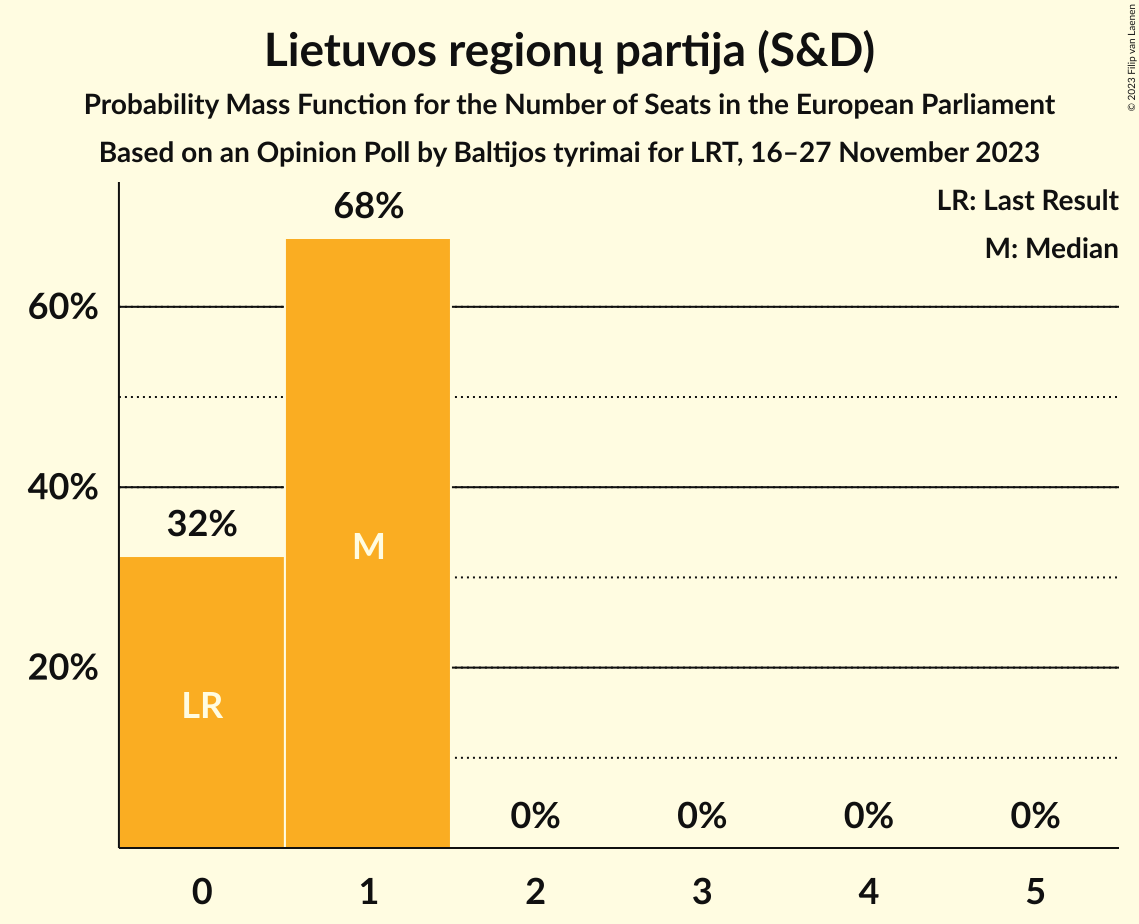 Lietuvos regionų partija (S&D)
Probability Mass Function for the Number of Seats in the European Parliament
Based on an Opinion Poll by Baltijos tyrimai for LRT, 16–27 November 2023
© 2023 Filip van Laenen
LR: Last Result
M: Median
68%
60%
40%
32%
M
20%
LR
0% 0% 0% 0%
0 1 2 3 4 5